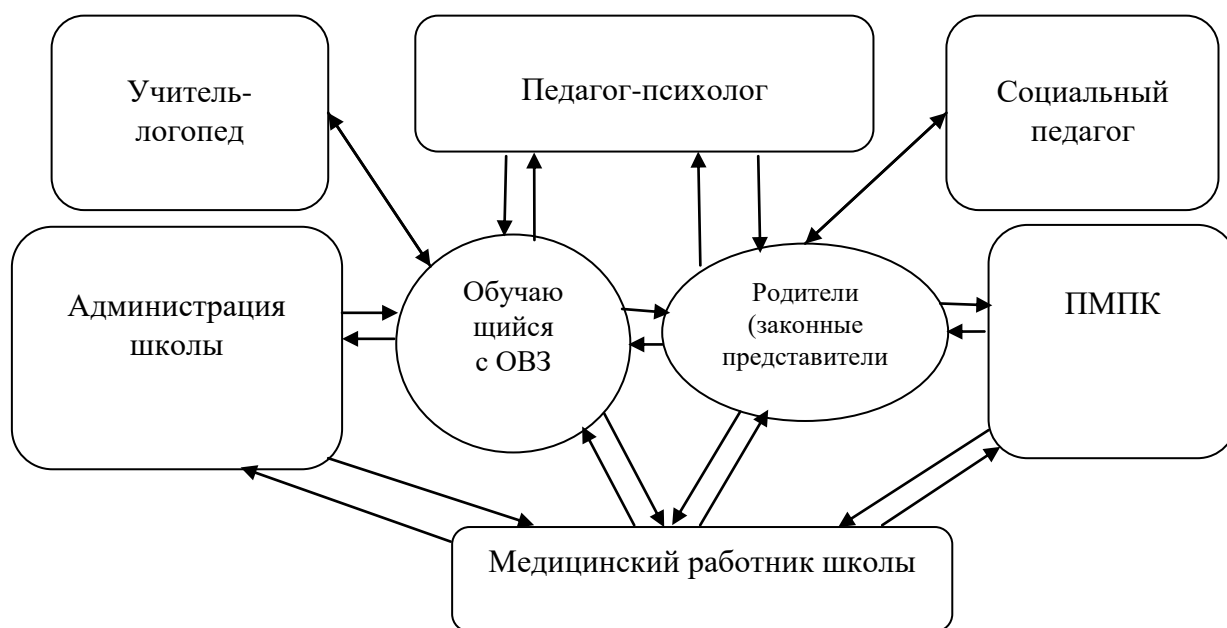 Учитель-
логопед
Педагог-психолог
Социальный
педагог
Администрация
школы
Обучаю
щийся
с ОВЗ
Родители
(законные
представители
ПМПК
Медицинский работник школы